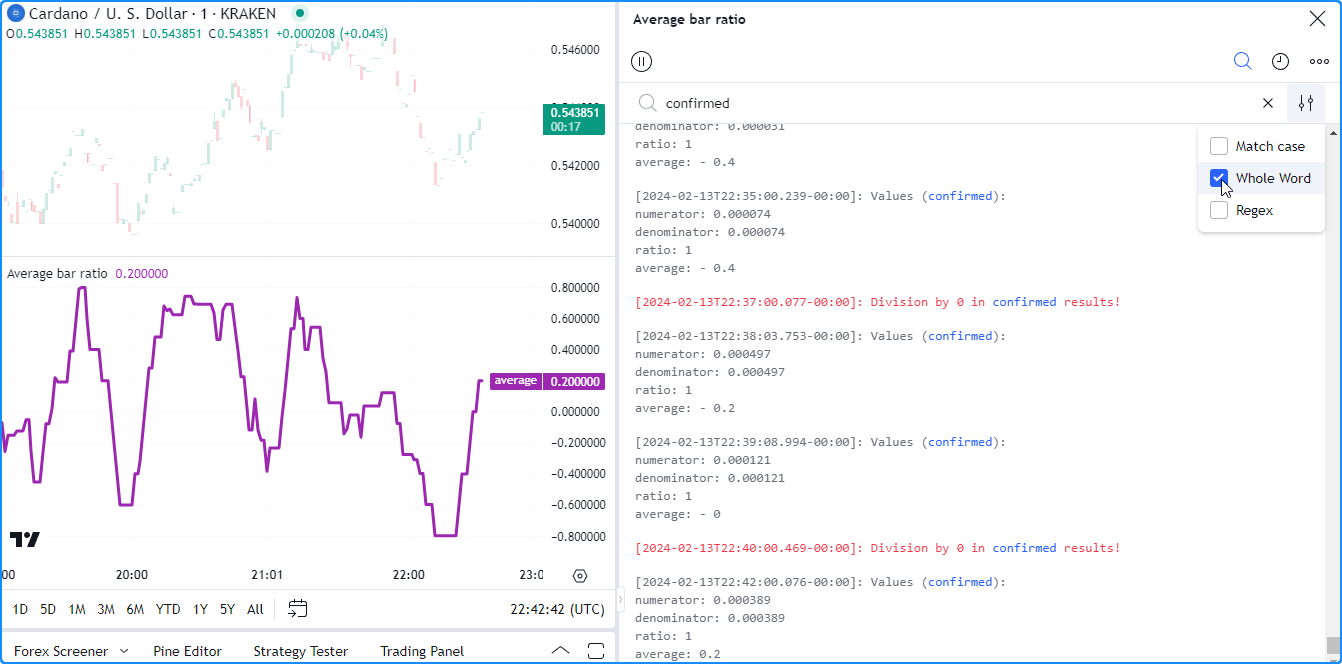 Cardano / U. S. Dollar · 1 · KRAKEN
O0.543851 H0.543851 L0.543851 C0.543851 +0.000208 (+0.04%)
0.546000
0.543851
00:17
0.542000
0.540000
Average bar ratio 0.200000
0.800000
0.600000
0.400000
average 0.200000
0.000000
−0.200000
−0.400000
−0.600000
−0.800000
:00 20:00 21:01 22:00 23:0
1D 5D 1M 3M 6M YTD 1Y 5Y All
22:42:42 (UTC)
Forex Screener Pine Editor Strategy Tester Trading Panel
Average bar ratio
confirmed
Match case
Whole Word
Regex
denominator: 0.000031
ratio: 1
average: - 0.4
[2024-02-13T22:35:00.239-00:00]: Values (confirmed):
numerator: 0.000074
denominator: 0.000074
ratio: 1
average: - 0.4
[2024-02-13T22:37:00.077-00:00]: Division by 0 in confirmed results!
[2024-02-13T22:38:03.753-00:00]: Values (confirmed):
numerator: 0.000497
denominator: 0.000497
ratio: 1
average: - 0.2
[2024-02-13T22:39:08.994-00:00]: Values (confirmed):
numerator: 0.000121
denominator: 0.000121
ratio: 1
average: - 0
[2024-02-13T22:40:00.469-00:00]: Division by 0 in confirmed results!
[2024-02-13T22:42:00.076-00:00]: Values (confirmed):
numerator: 0.000389
denominator: 0.000389
ratio: 1
average: 0.2